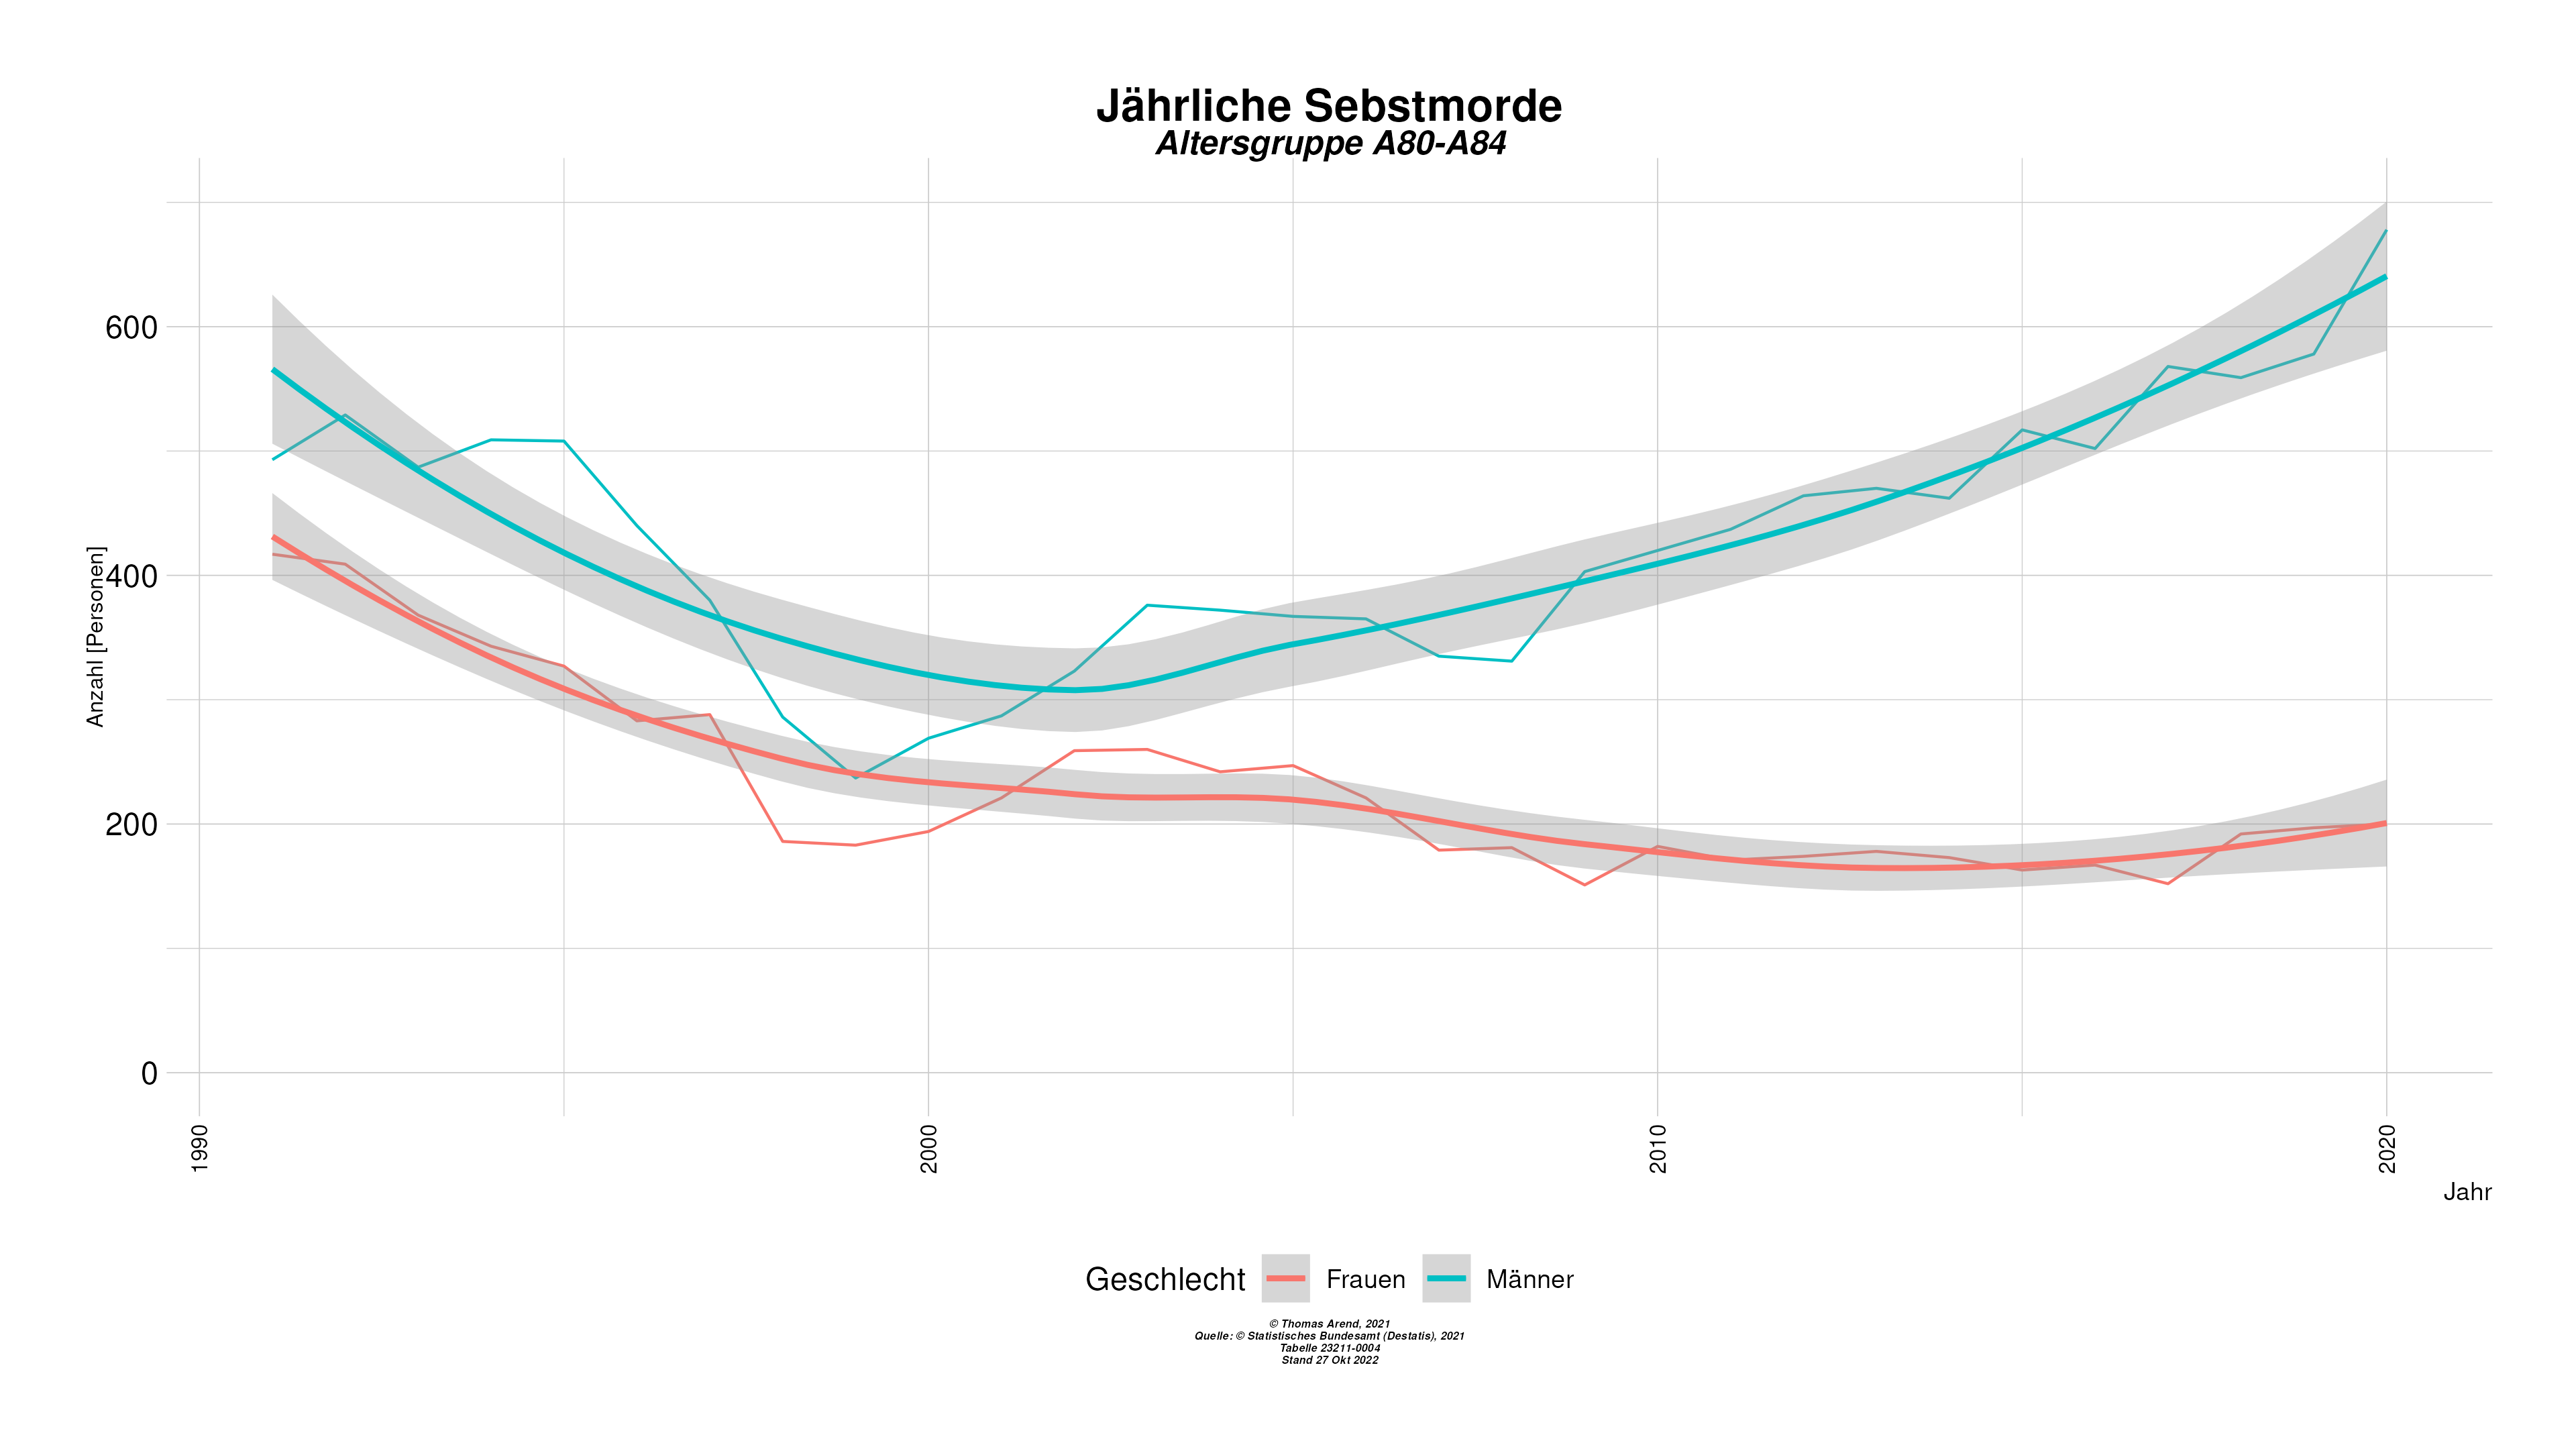 Jährliche Sebstmorde
Altersgruppe A80-A84
Anzahl [Personen]
600
400
200
0
1990
2000
2010
2020
Jahr
Geschlecht Frauen Männer
© Thomas Arend, 2021
Quelle: © Statistisches Bundesamt (Destatis), 2021
Tabelle 23211-0004
Stand 27 Okt 2022